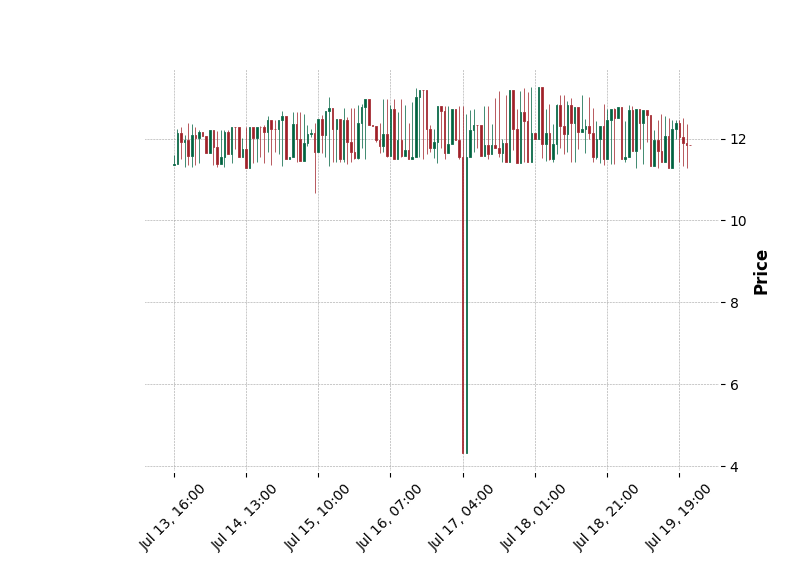 12
10
8
6
4
Price
Jul 13, 16:00
Jul 14, 13:00
Jul 15, 10:00
Jul 16, 07:00
Jul 17, 04:00
Jul 18, 01:00
Jul 18, 21:00
Jul 19, 19:00